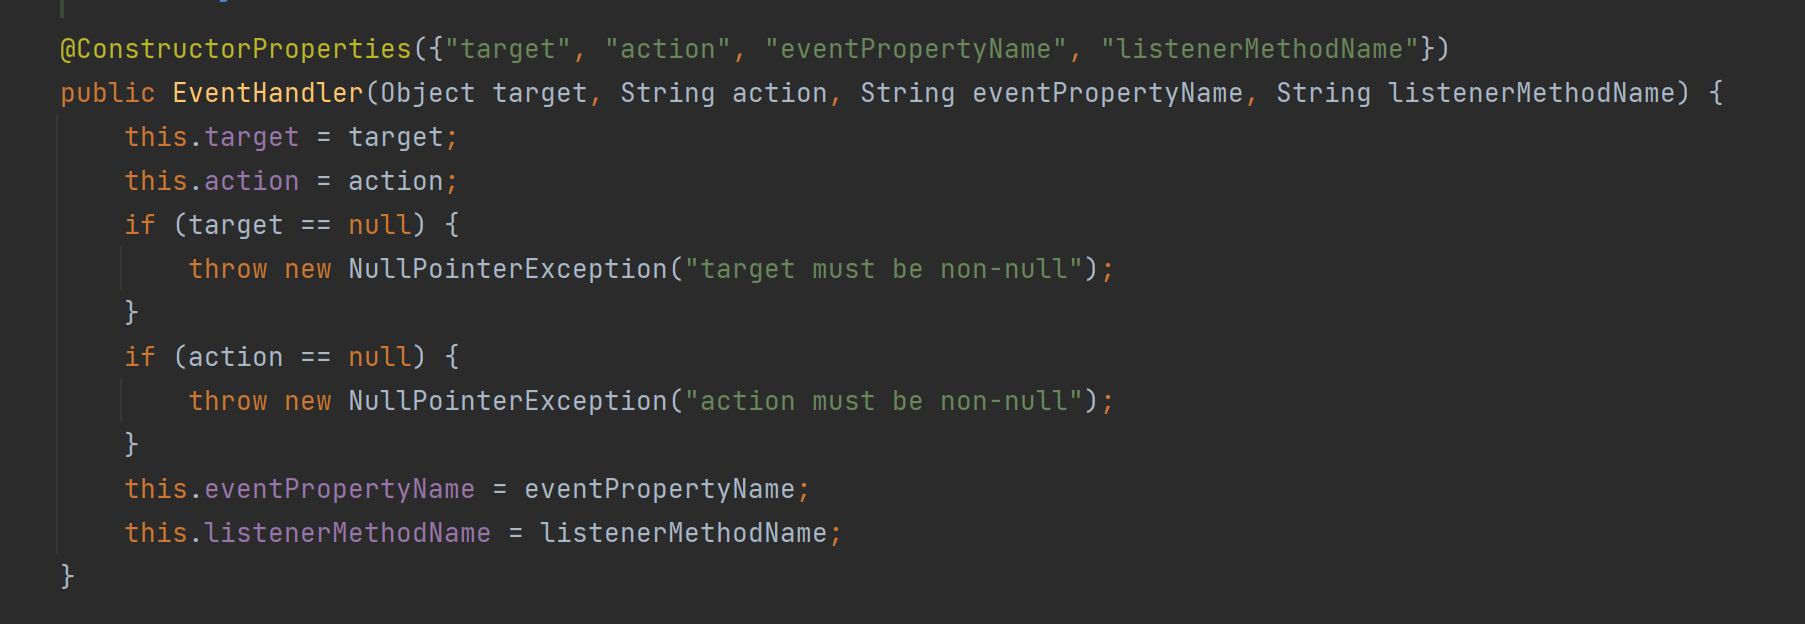 @ConstructorProperties({"target", "action", "eventPropertyName", "listenerMethodName"})
public EventHandler(Object target, String action, String eventPropertyName, String listenerMethodName) {
    this.target = target;
    this.action = action;
    if (target == null) {
        throw new NullPointerException("target must be non-null");
    }
    if (action == null) {
        throw new NullPointerException("action must be non-null");
    }
    this.eventPropertyName = eventPropertyName;
    this.listenerMethodName = listenerMethodName;
}